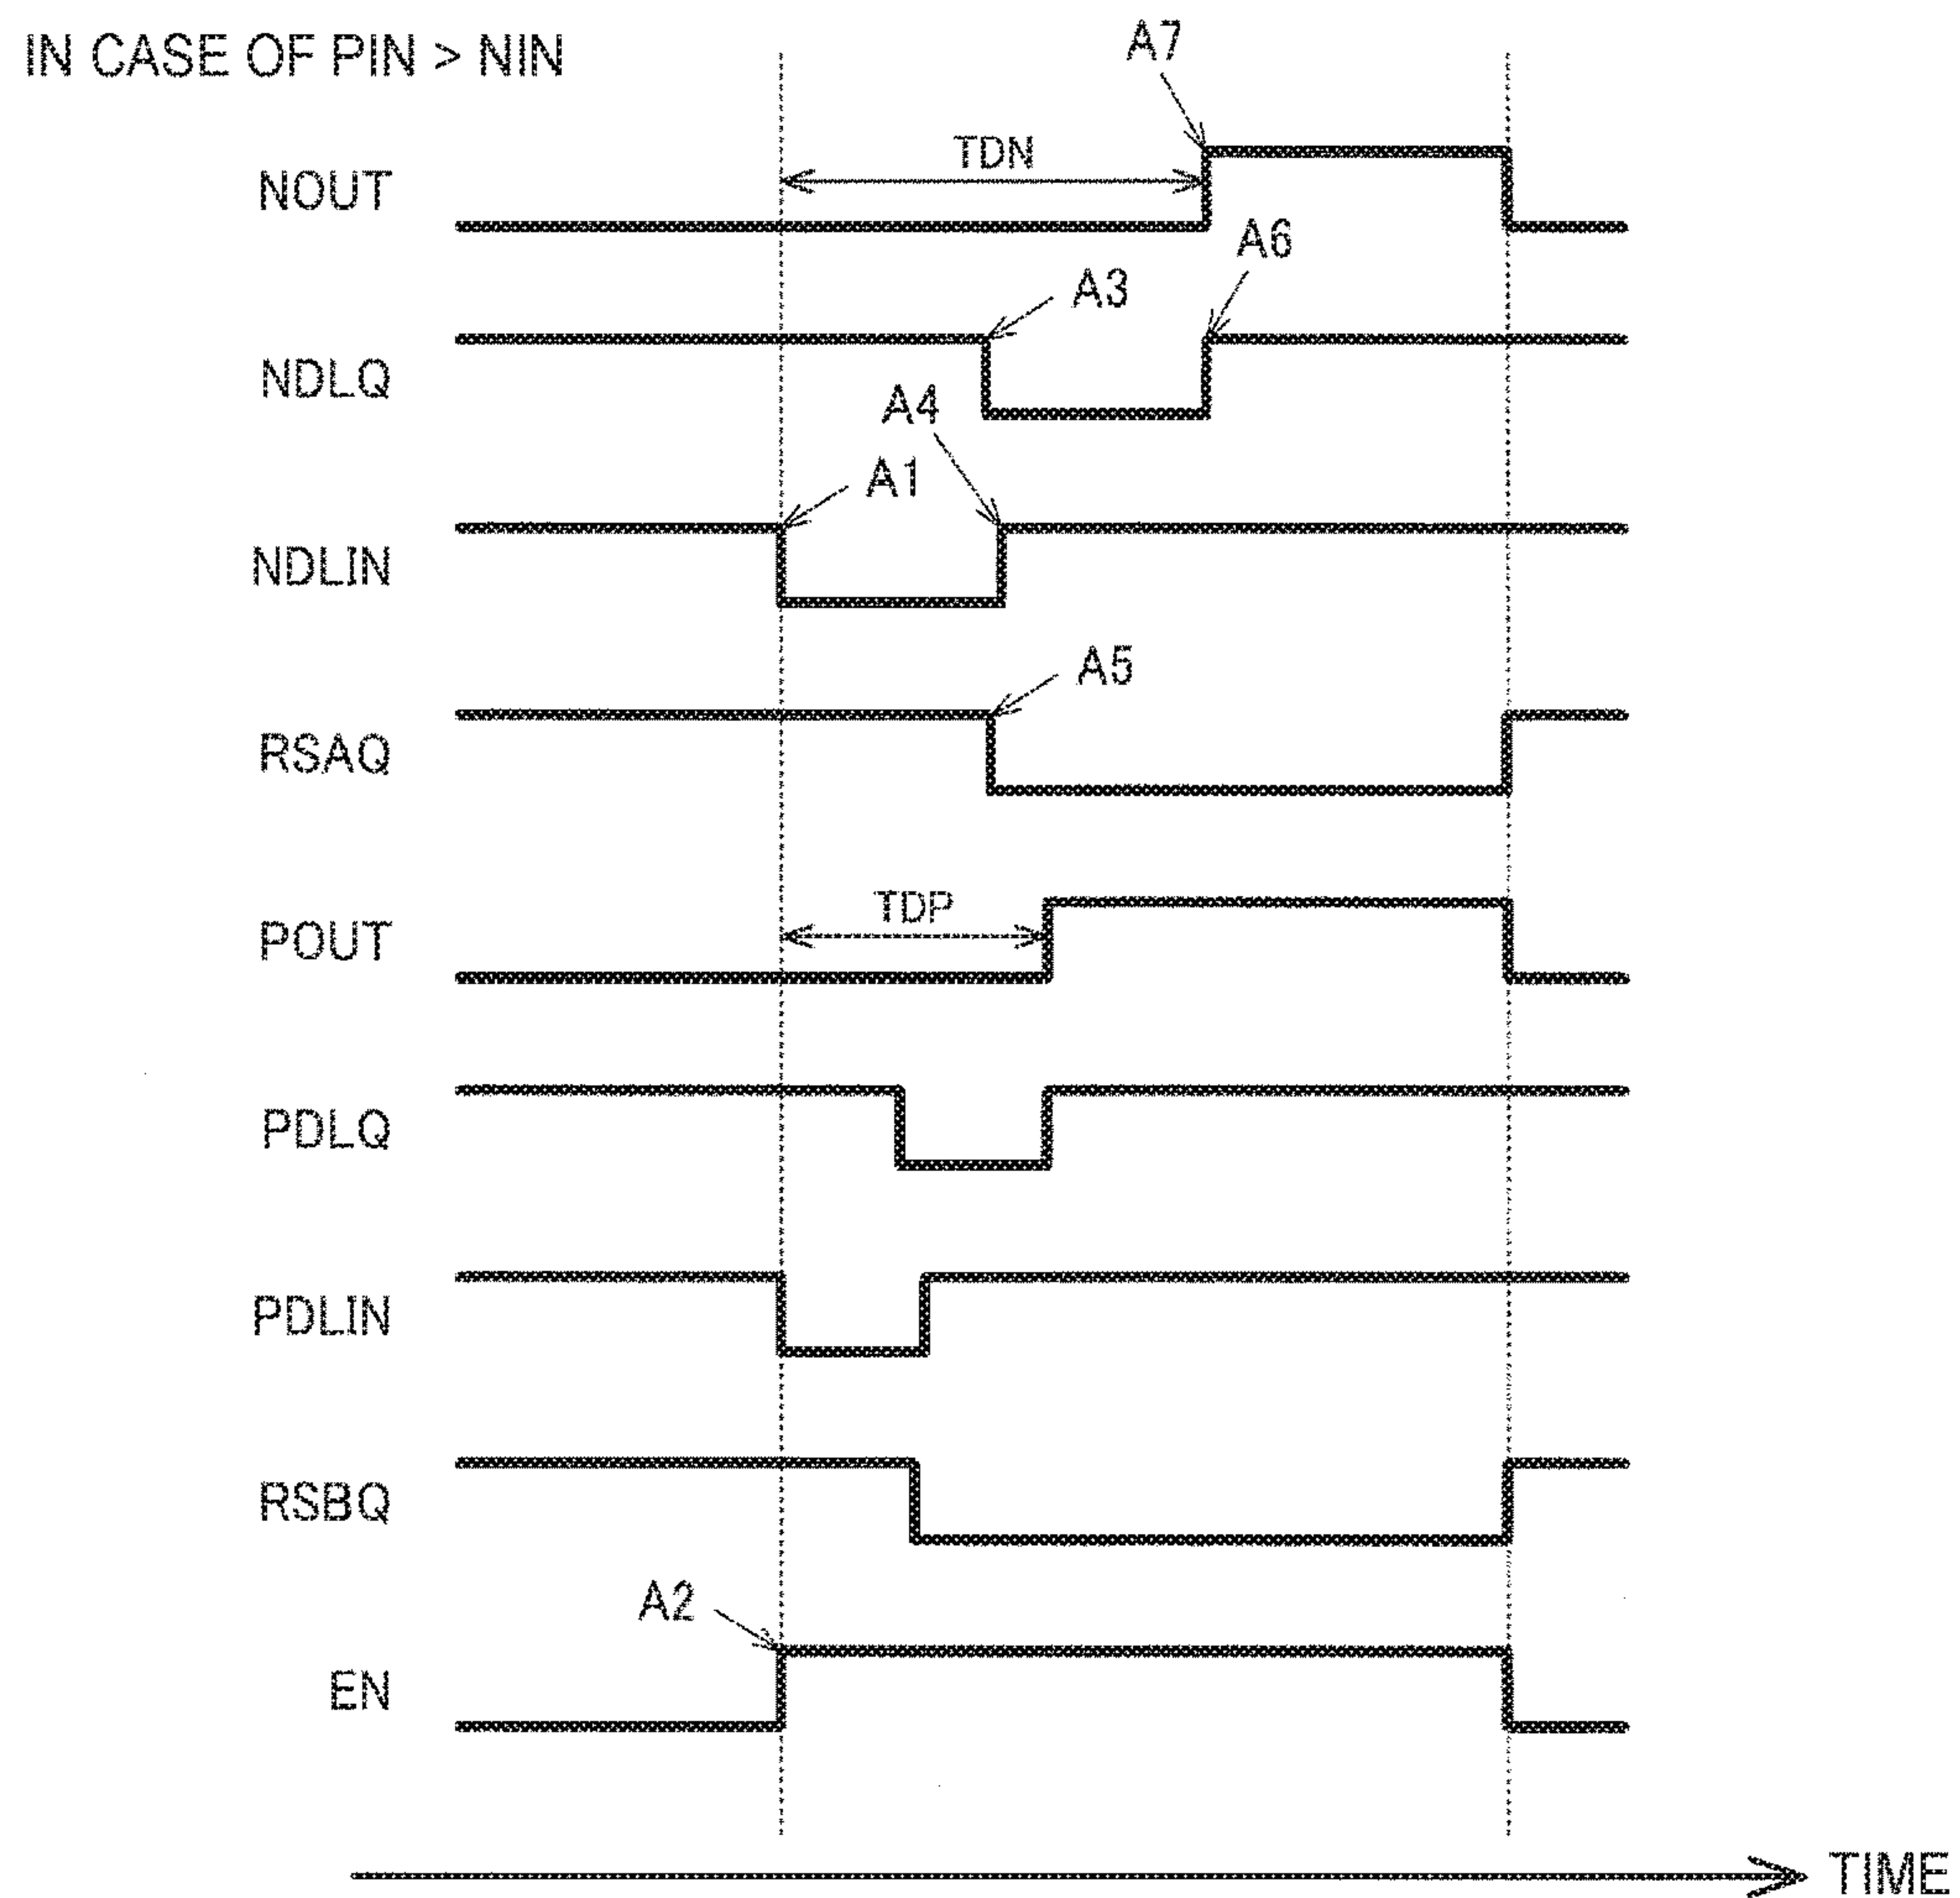 IN CASE OF PIN > NIN
A7
TDN
NOUT
A6
A3
NDLQ
A4
A1
NDLIN
A5
RSAQ
TDP
POUT
PDLQ
PDLIN
RSBQ
A2
EN
TIME